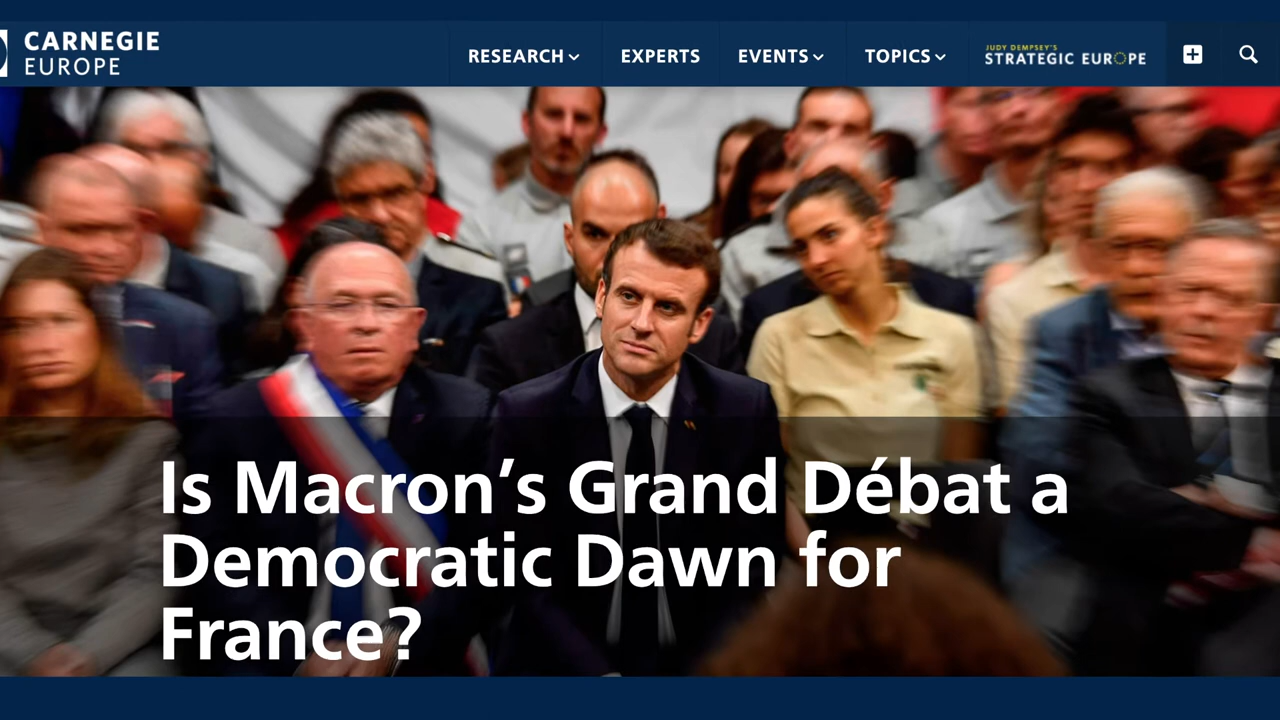 CARNEGIE
EUROPE
RESEARCH
EXPERTS
EVENTS
TOPICS
JUDY DEMPSEY'S
STRATEGIC EUROPE
Is Macron's Grand Débat a
Democratic Dawn for
France?